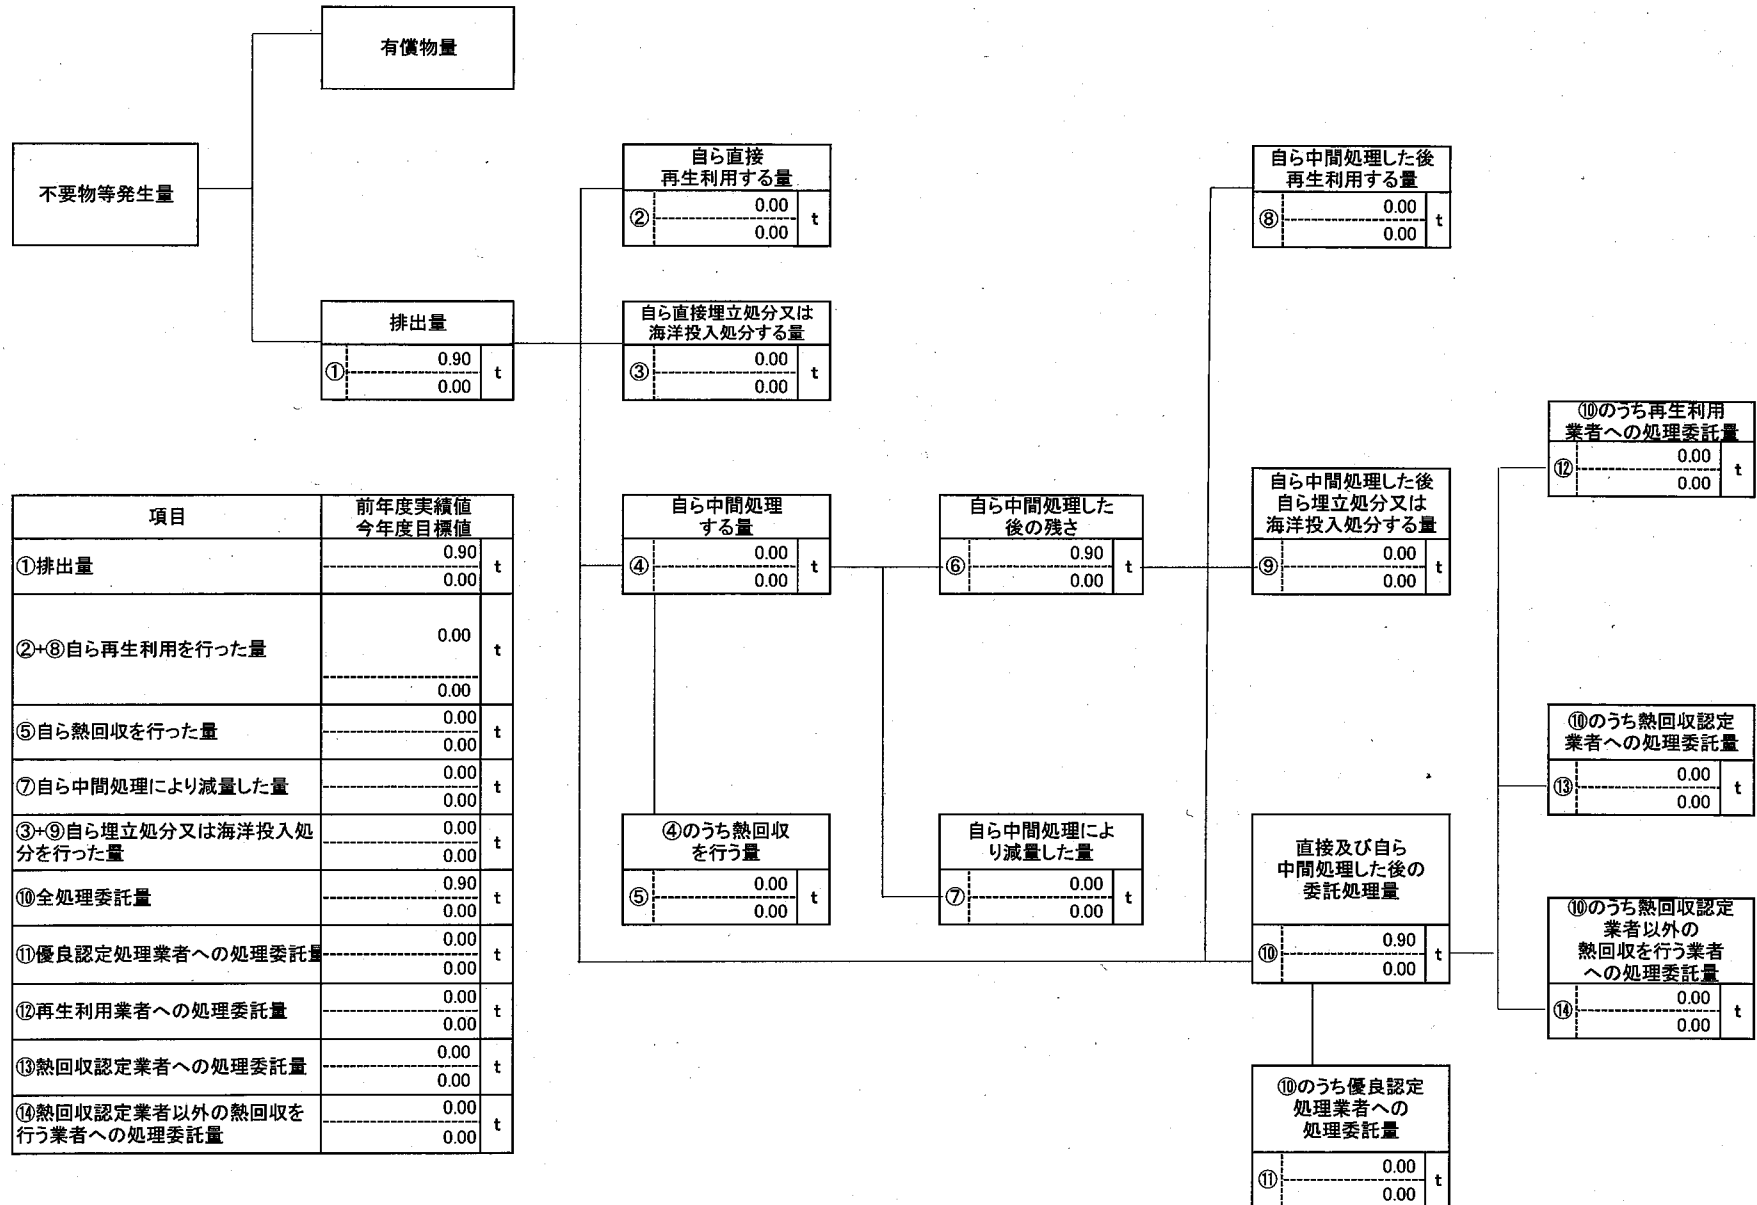 有償物量
不要物等発生量
排出量
①
0.90
0.00
t
自ら直接
再生利用する量
②
0.00
0.00
t
自ら直接埋立処分又は
海洋投入処分する量
③
0.00
0.00
t
自ら中間処理
する量
④
0.00
0.00
t
④のうち熱回収
を行う量
⑤
0.00
0.00
t
自ら中間処理した
後の残さ
⑥
0.90
0.00
t
自ら中間処理によ
り減量した量
⑦
0.00
0.00
t
自ら中間処理した後
再生利用する量
⑧
0.00
0.00
t
自ら中間処理した後
自ら埋立処分又は
海洋投入処分する量
⑨
0.00
0.00
t
直接及び自ら
中間処理した後の
委託処理量
⑩
0.90
0.00
t
⑩のうち優良認定
処理業者への
処理委託量
⑪
0.00
0.00
t
⑩のうち再生利用
業者への処理委託量
⑫
0.00
0.00
t
⑩のうち熱回収認定
業者への処理委託量
⑬
0.00
0.00
t
⑩のうち熱回収認定
業者以外の
熱回収を行う業者
への処理委託量
⑭
0.00
0.00
t
項目
前年度実績値
今年度目標値
①排出量
0.90
0.00
t
②+⑧自ら再生利用を行った量
0.00
0.00
t
⑤自ら熱回収を行った量
0.00
0.00
t
⑦自ら中間処理により減量した量
0.00
0.00
t
③+⑨自ら埋立処分又は海洋投入処
分を行った量
0.00
0.00
t
⑩全処理委託量
0.90
0.00
t
⑪優良認定処理業者への処理委託量
0.00
0.00
t
⑫再生利用業者への処理委託量
0.00
0.00
t
⑬熱回収認定業者への処理委託量
0.00
0.00
t
⑭熱回収認定業者以外の熱回収を
行う業者への処理委託量
0.00
0.00
t